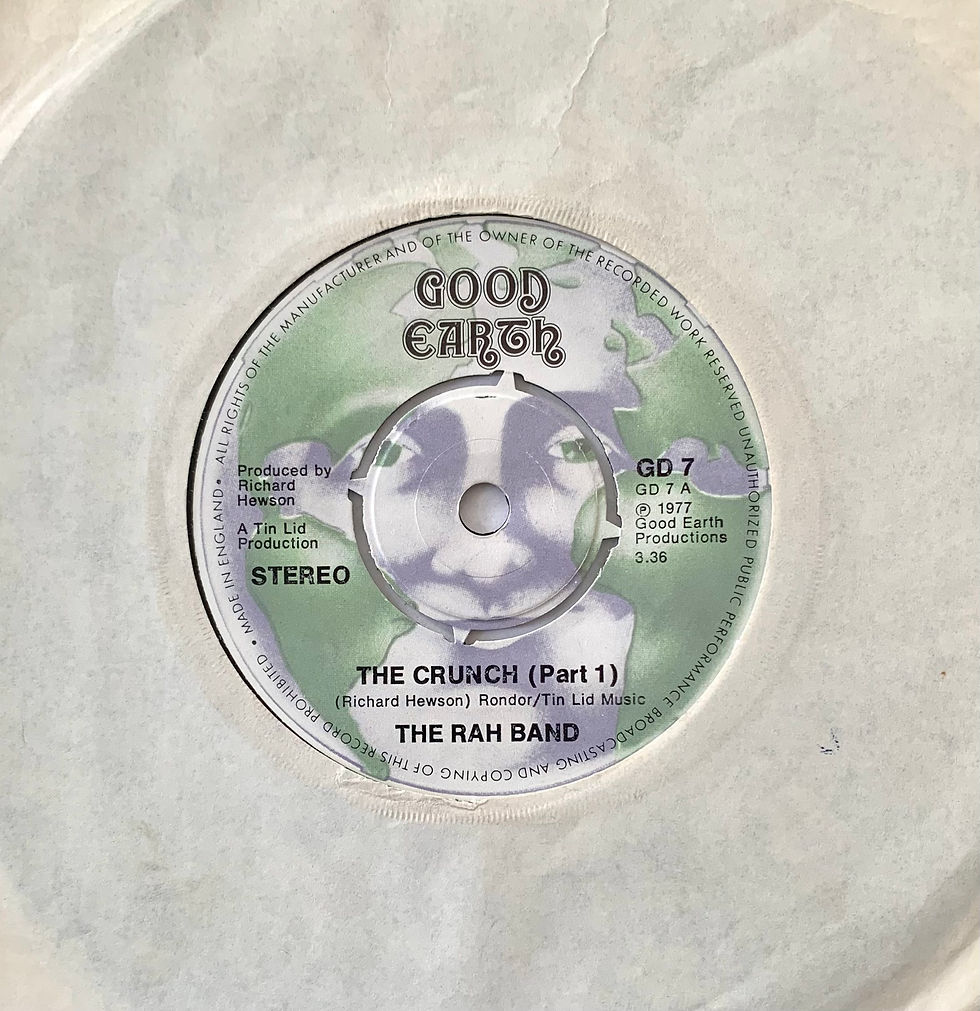 ALL RIGHTS OF THE MANUFACTURER AND OF THE OWNER OF THE RECORDED WORK RESERVED UNAUTHORIZED PUBLIC PERFORMANCE BROADCASTING AND COPYING OF THIS RECORD PROHIBITED • MADE IN ENGLAND •
GOOD
EARTH
Produced by
Richard
Hewson
A Tin Lid
Production
STEREO
GD 7
GD 7 A
℗ 1977
Good Earth
Productions
3.36
THE CRUNCH (Part 1)
(Richard Hewson) Rondor/Tin Lid Music
THE RAH BAND